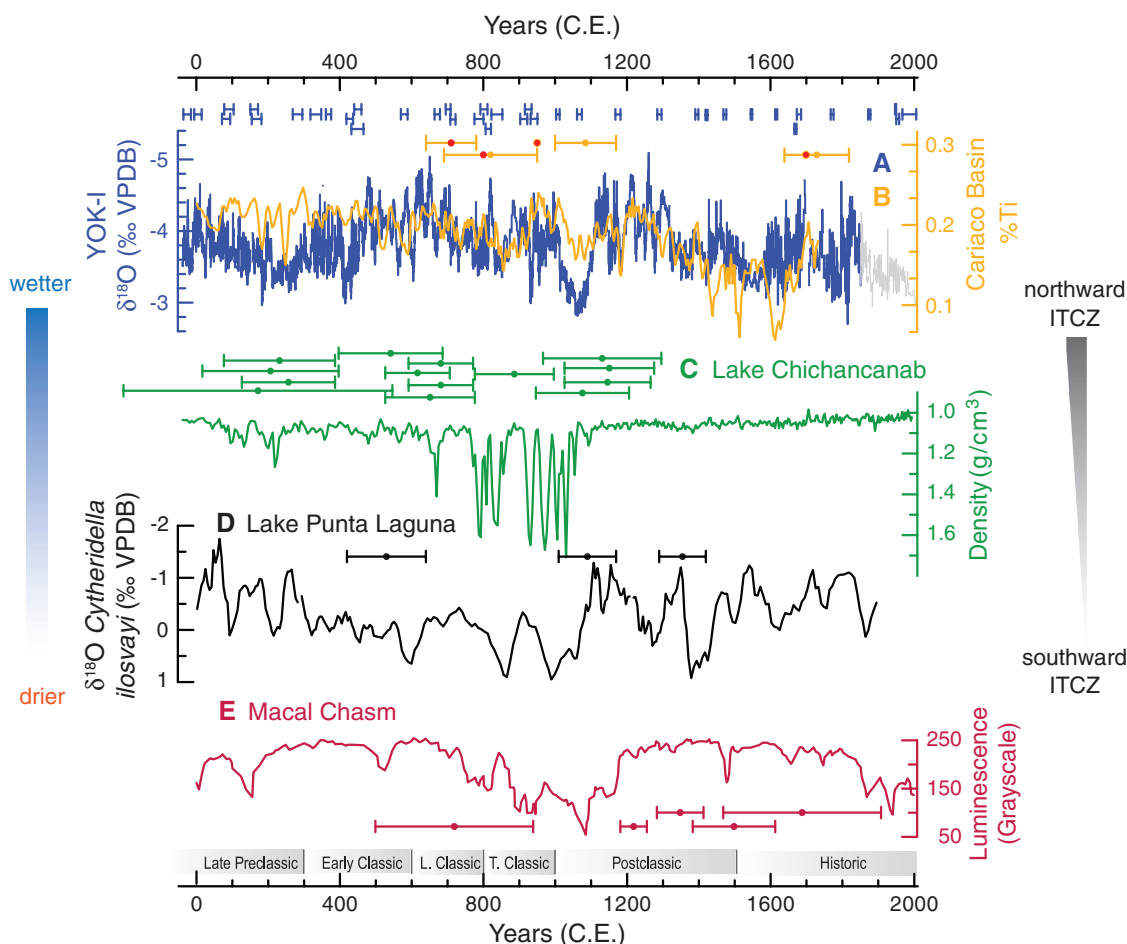 Years (C.E.)
0 400 800 1200 1600 2000
YOK-I
δ18O (‰ VPDB)
-5
-4
-3
A
B
0.3
0.2
0.1
Cariaco Basin
%Ti
wetter
drier
northward
ITCZ
southward
ITCZ
C Lake Chichancanab
1.0
1.2
1.4
1.6
Density (g/cm3)
D Lake Punta Laguna
-2
-1
0
1
δ18O Cytheridella
ilosvayi (‰ VPDB)
E Macal Chasm
250
150
50
Luminescence
(Grayscale)
Late Preclassic Early Classic L. Classic T. Classic Postclassic Historic
0 400 800 1200 1600 2000
Years (C.E.)